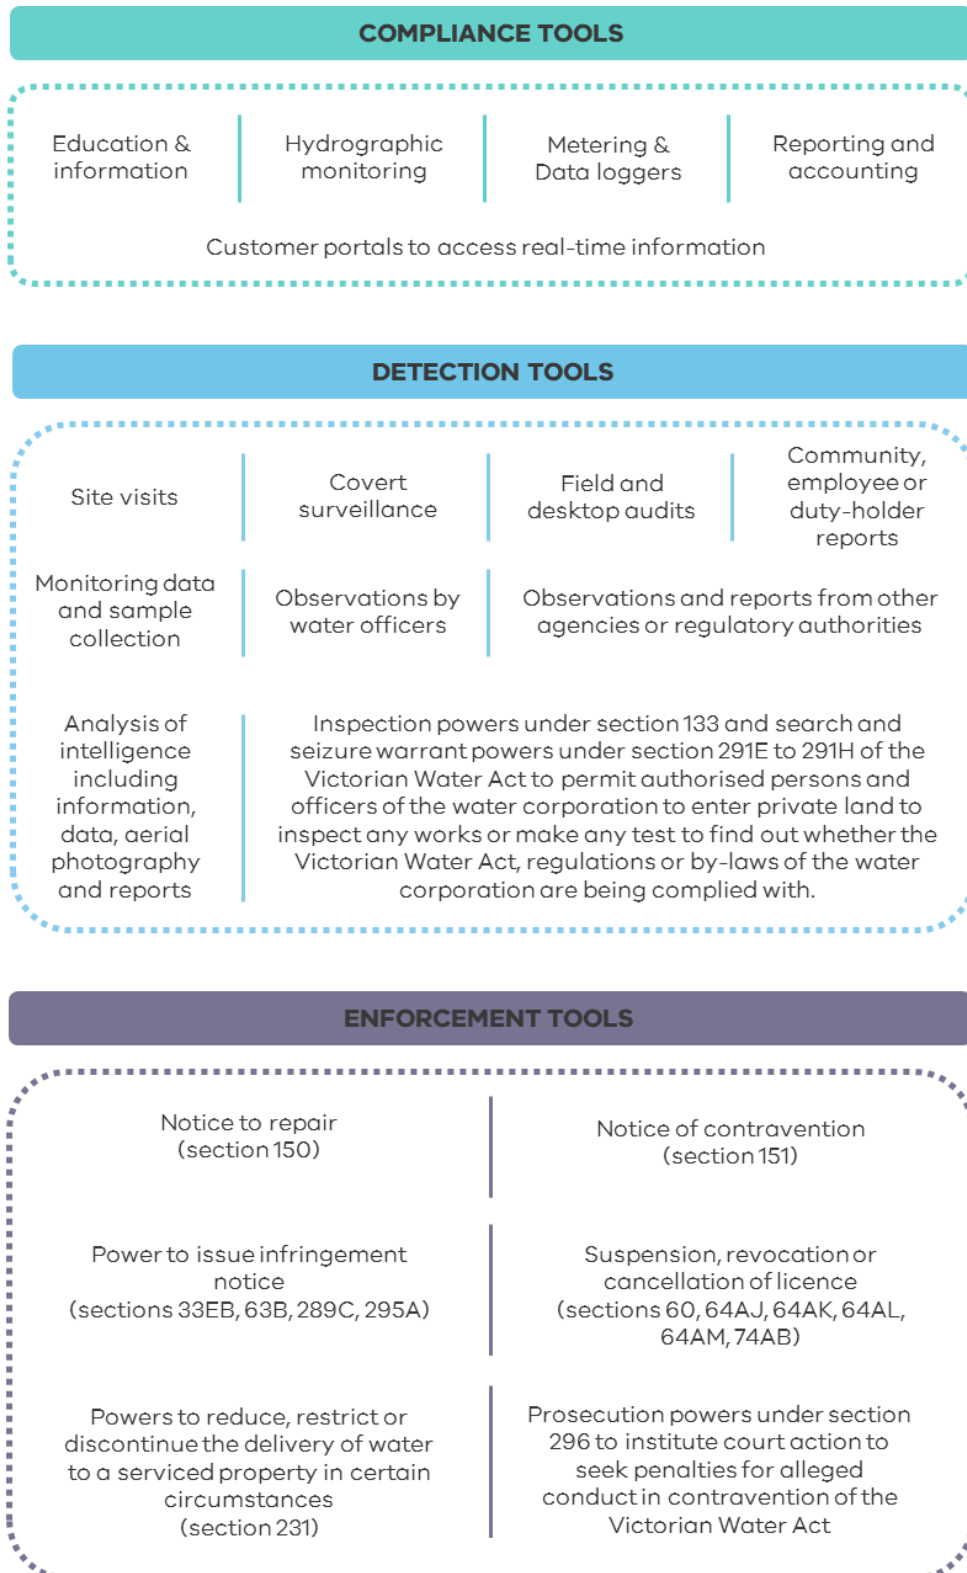 COMPLIANCE TOOLS
Education &
information
Hydrographic
monitoring
Metering &
Data loggers
Reporting and
accounting
Customer portals to access real-time information
DETECTION TOOLS
Site visits
Covert
surveillance
Field and
desktop audits
Community,
employee or
duty-holder
reports
Monitoring data
and sample
collection
Observations by
water officers
Observations and reports from other
agencies or regulatory authorities
Analysis of
intelligence
including
information,
data, aerial
photography
and reports
Inspection powers under section 133 and search and
seizure warrant powers under section 291E to 291H of the
Victorian Water Act to permit authorised persons and
officers of the water corporation to enter private land to
inspect any works or make any test to find out whether the
Victorian Water Act, regulations or by-laws of the water
corporation are being complied with.
ENFORCEMENT TOOLS
Notice to repair
(section 150)
Notice of contravention
(section 151)
Power to issue infringement
notice
(sections 33EB, 63B, 289C, 295A)
Suspension, revocation or
cancellation of licence
(sections 60, 64AJ, 64AK, 64AL,
64AM, 74AB)
Powers to reduce, restrict or
discontinue the delivery of water
to a serviced property in certain
circumstances
(section 231)
Prosecution powers under section
296 to institute court action to
seek penalties for alleged
conduct in contravention of the
Victorian Water Act